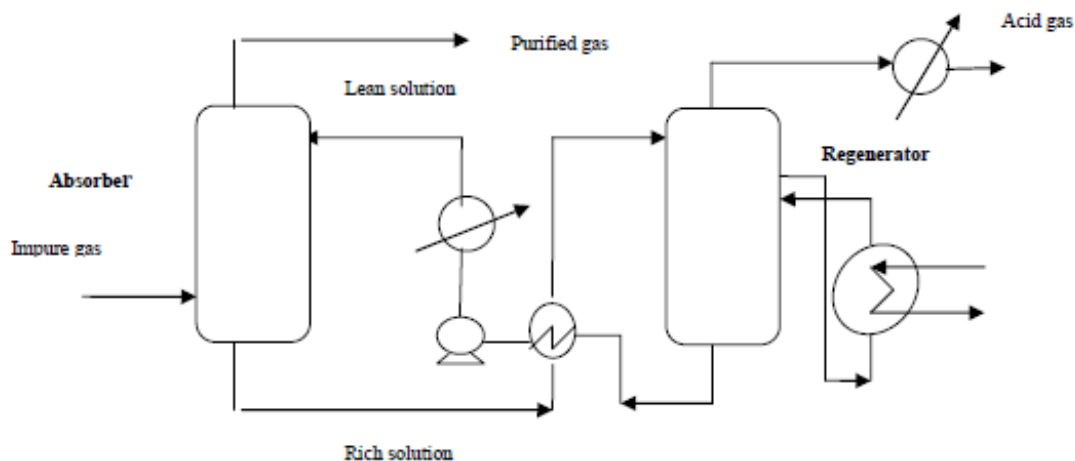 Acid gas
Purified gas
Lean solution
Regenerator
Absorber
Impure gas
Rich solution